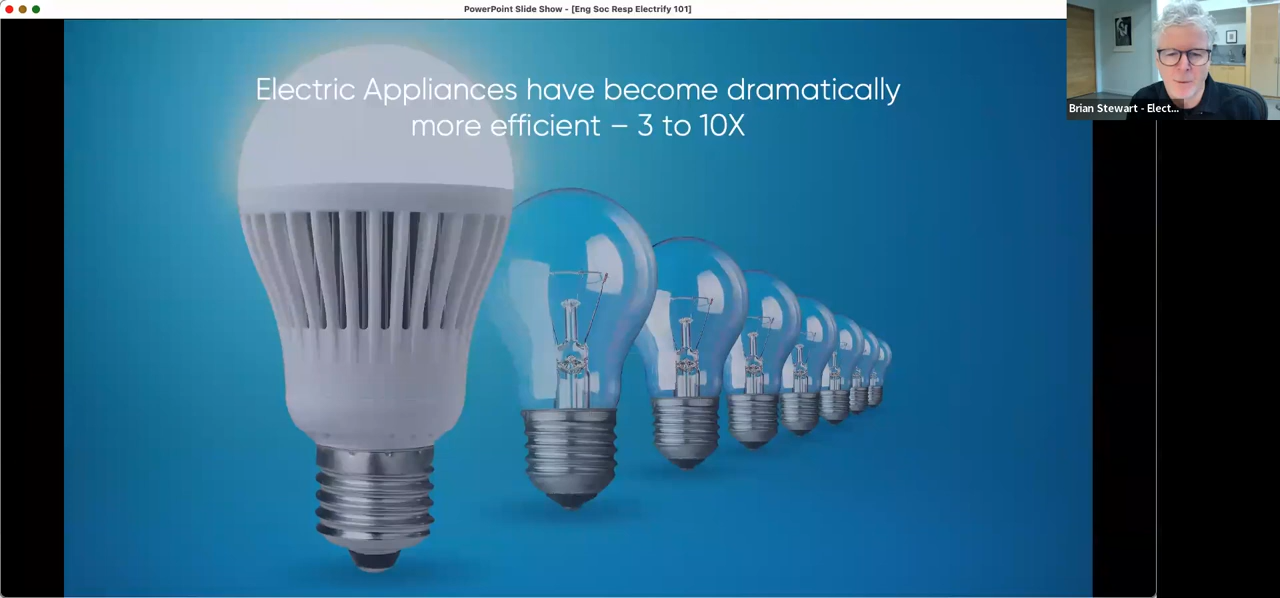 PowerPoint Slide Show - [Eng Soc Resp Electrify 101]
Electric Appliances have become dramatically
more efficient – 3 to 10X
Brian Stewart - Elect...